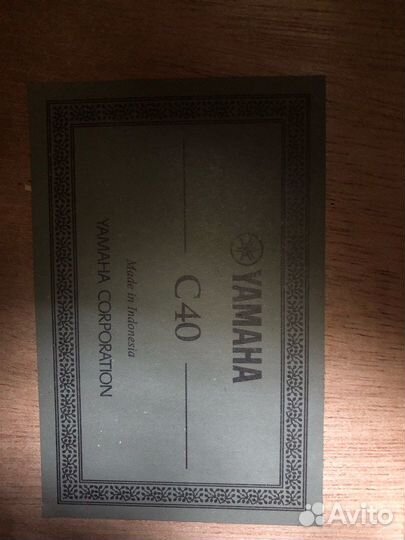 YAMAHA
C40
Made in Indonesia
YAMAHA CORPORATION
Avito